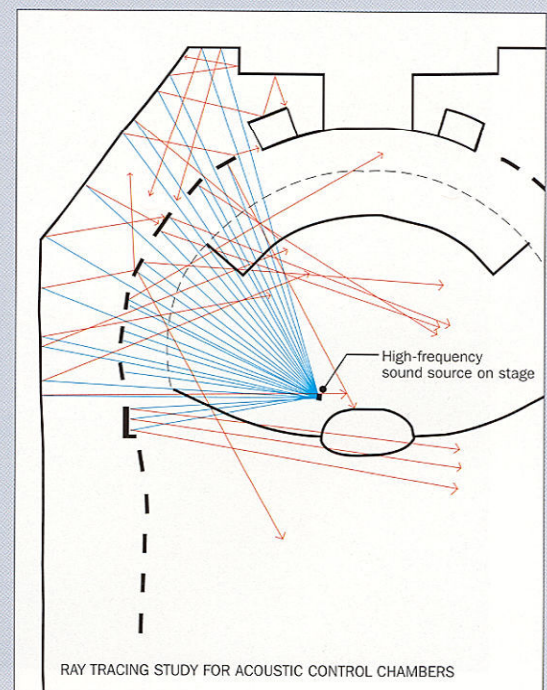 High-frequency
sound source on stage
RAY TRACING STUDY FOR ACOUSTIC CONTROL CHAMBERS